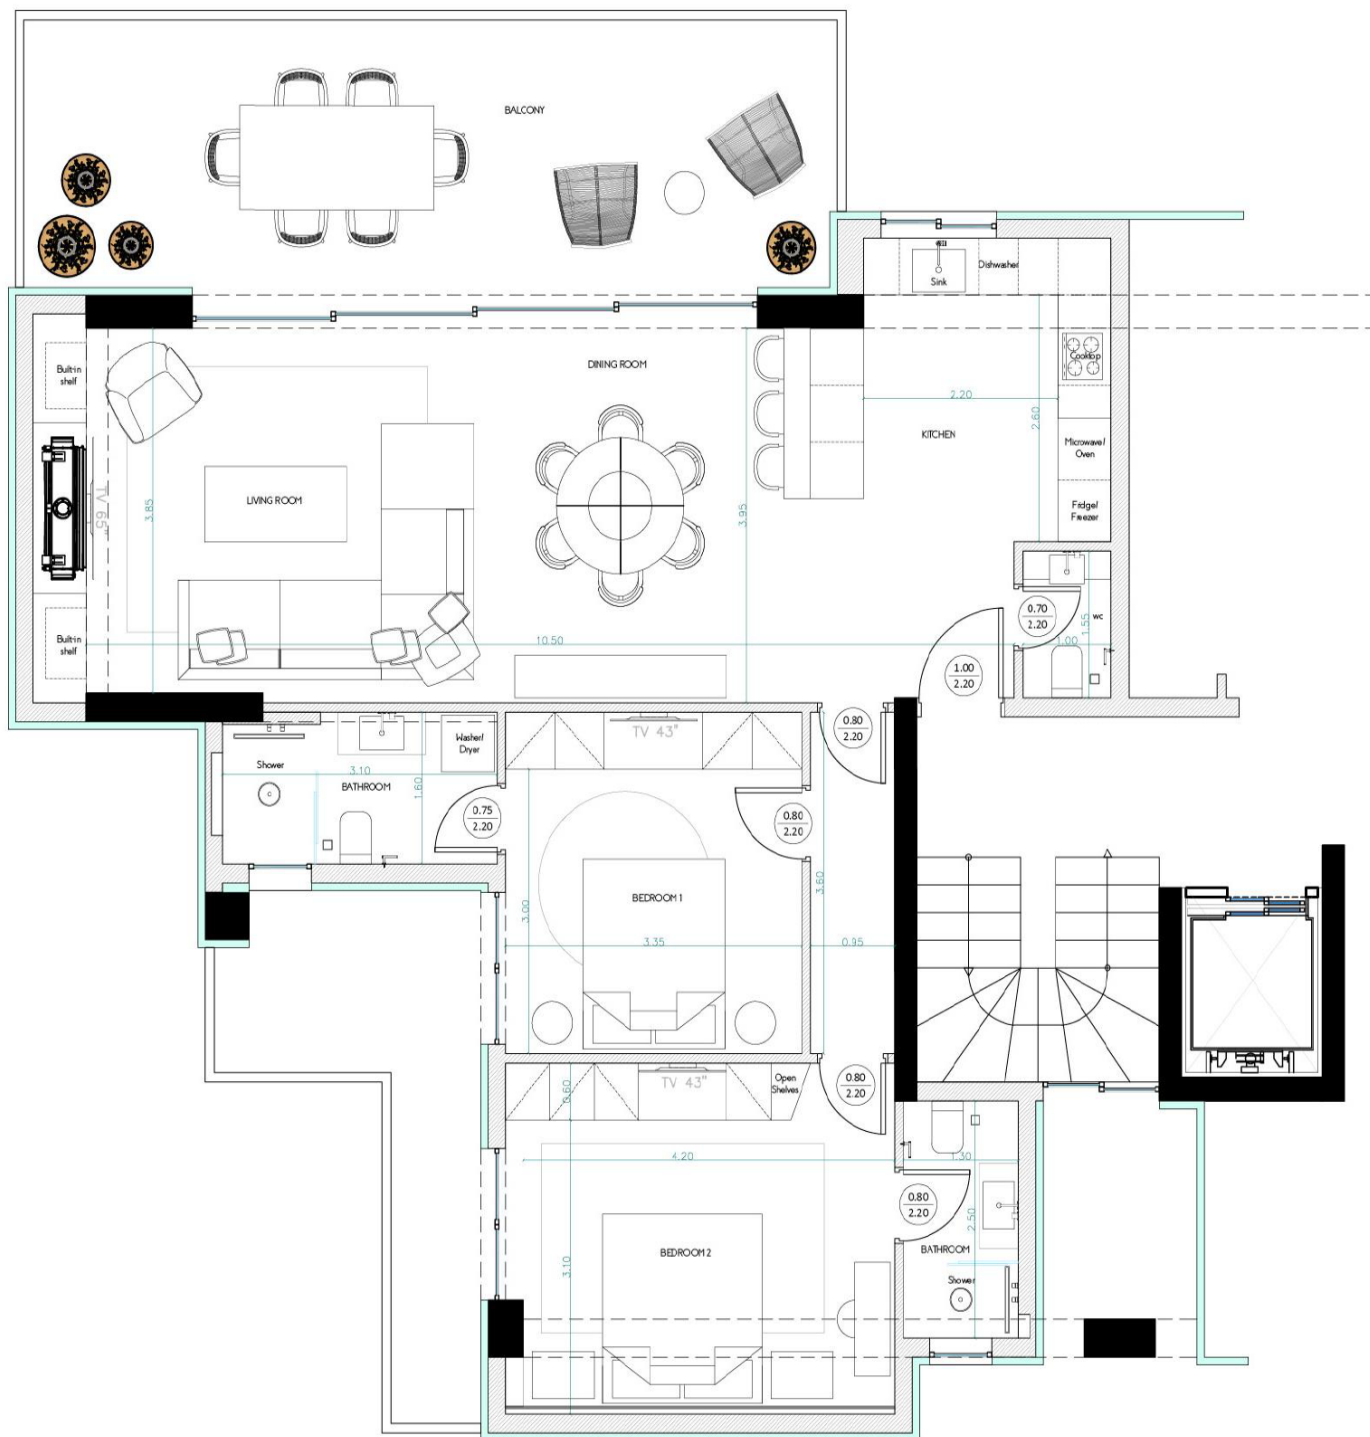 BALCONY
Sink
Dishwasher
Built-in
shelf
DINING ROOM
Cooktop
2.20
2.60
KITCHEN
Microwave/
Oven
Fridge/
Freezer
TV 65"
3.85
LIVING ROOM
3.95
0.70
2.20
WC
1.55
Built-in
shelf
10.50
1.00
1.00
2.20
Shower
3.10
BATHROOM
1.60
Washer/
Dryer
TV 43"
0.80
2.20
0.75
2.20
0.80
2.20
BEDROOM 1
3.00
3.35
3.60
0.95
TV 43"
0.60
Open
Shelves
0.80
2.20
4.20
1.30
0.80
2.20
2.50
BEDROOM 2
3.10
BATHROOM
Shower